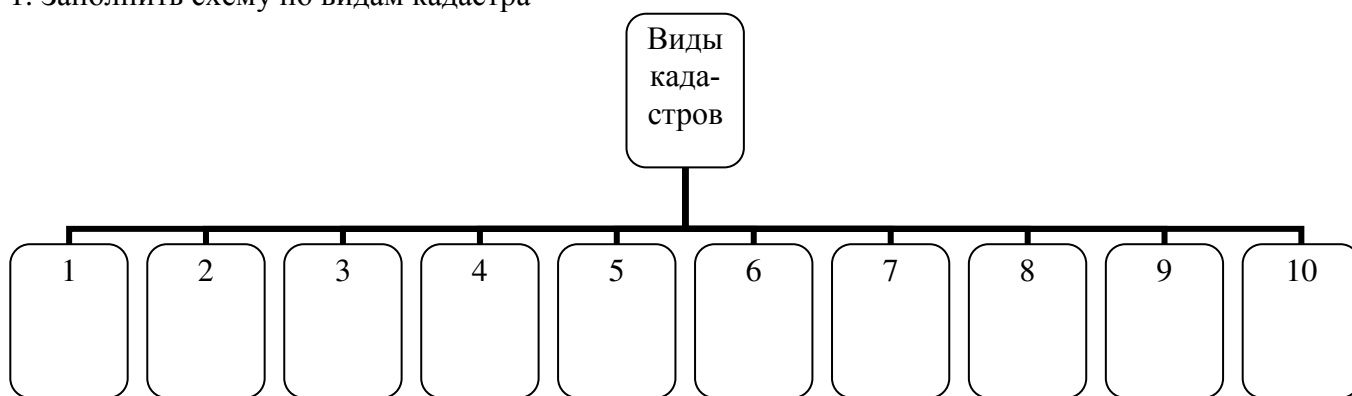 1. Заполнить схему по видам кадастра
Виды
када-
стров
1 2 3 4 5 6 7 8 9 10